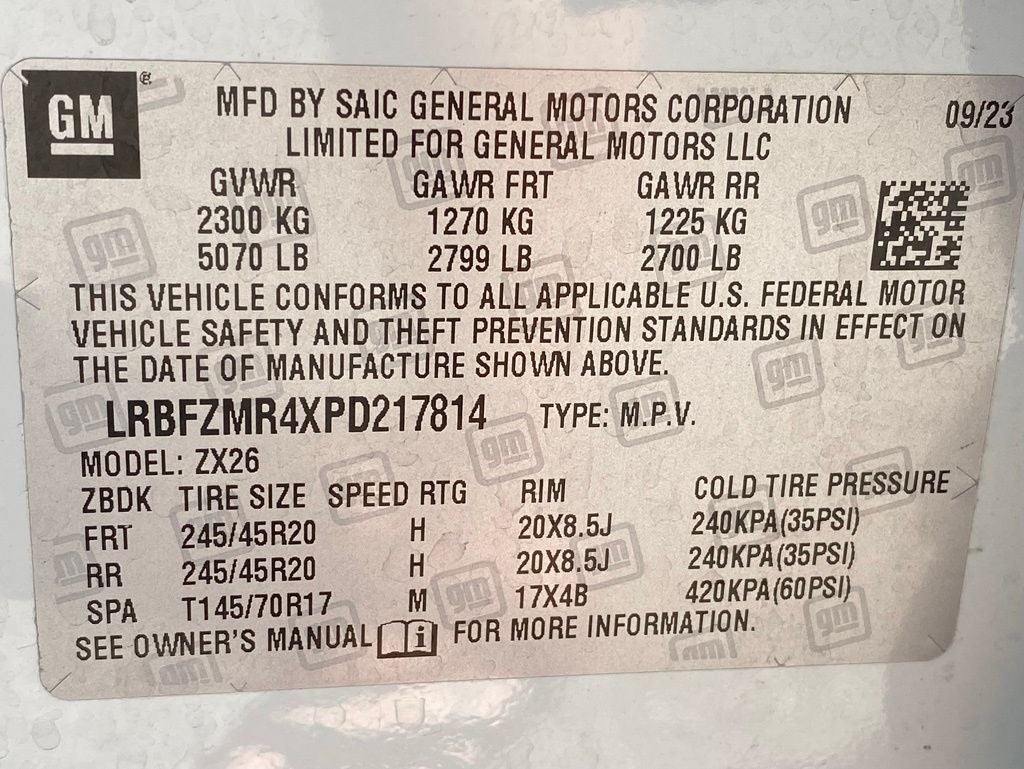 GM
MFD BY SAIC GENERAL MOTORS CORPORATION 09/23
LIMITED FOR GENERAL MOTORS LLC
GVWR GAWR FRT GAWR RR
2300 KG 1270 KG 1225 KG
5070 LB 2799 LB 2700 LB
THIS VEHICLE CONFORMS TO ALL APPLICABLE U.S. FEDERAL MOTOR
VEHICLE SAFETY AND THEFT PREVENTION STANDARDS IN EFFECT ON
THE DATE OF MANUFACTURE SHOWN ABOVE.
LRBFZMR4XPD217814 TYPE: M.P.V.
MODEL: ZX26
ZBDK TIRE SIZE SPEED RTG RIM COLD TIRE PRESSURE
FRT 245/45R20 H 20X8.5J 240KPA(35PSI)
RR 245/45R20 H 20X8.5J 240KPA(35PSI)
SPA T145/70R17 M 17X4B 420KPA(60PSI)
SEE OWNER'S MANUAL i FOR MORE INFORMATION.